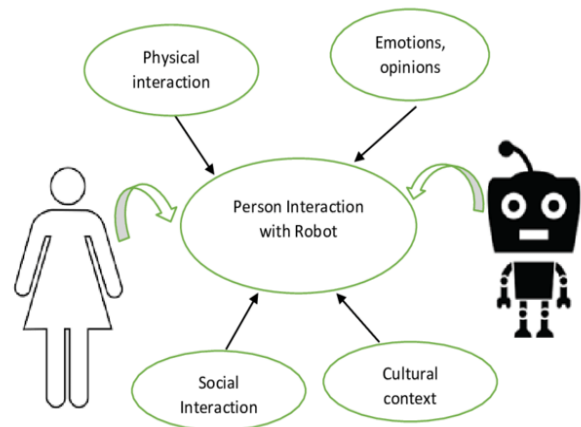 Physical
interaction
Emotions,
opinions
Person Interaction
with Robot
Social
Interaction
Cultural
context